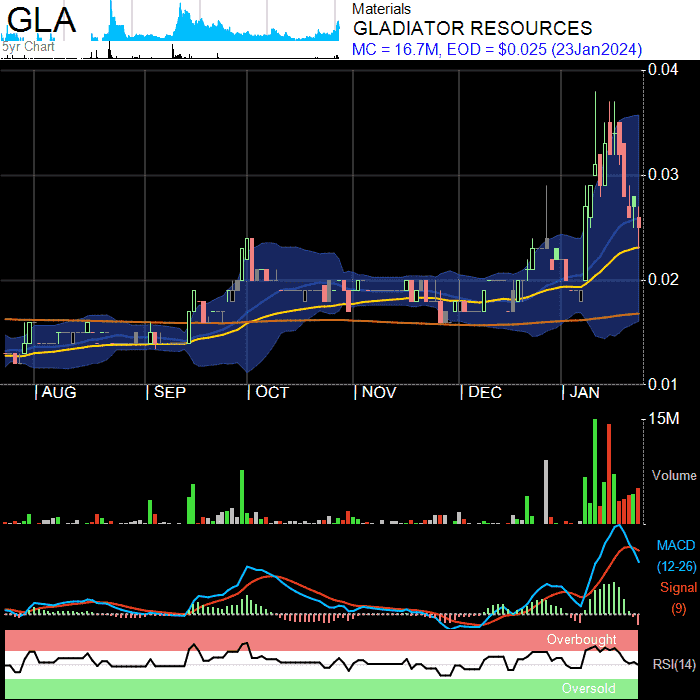 GLA
5yr Chart
Materials
GLADIATOR RESOURCES
MC = 16.7M, EOD = $0.025 (23Jan2024)
0.04
0.03
0.02
0.01
AUG
SEP
OCT
NOV
DEC
JAN
15M
Volume
MACD
(12-26)
Signal
(9)
Overbought
RSI(14)
Oversold